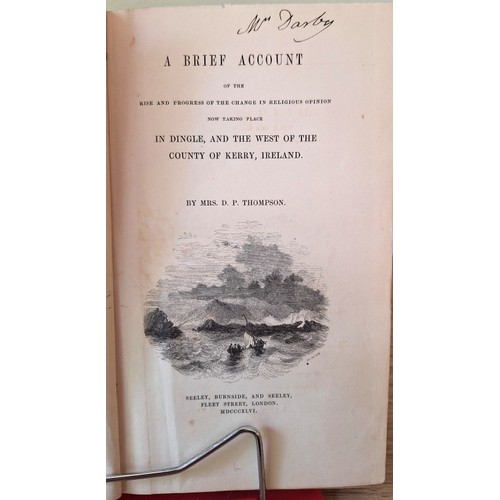 Mrs Darby
A BRIEF ACCOUNT
OF THE
RISE AND PROGRESS OF THE CHANGE IN RELIGIOUS OPINION
NOW TAKING PLACE
IN DINGLE, AND THE WEST OF THE
COUNTY OF KERRY, IRELAND.
BY MRS. D. P. THOMPSON.
SEELEY, BURNSIDE, AND SEELEY,
FLEET STREET, LONDON.
MDCCCXLVI.